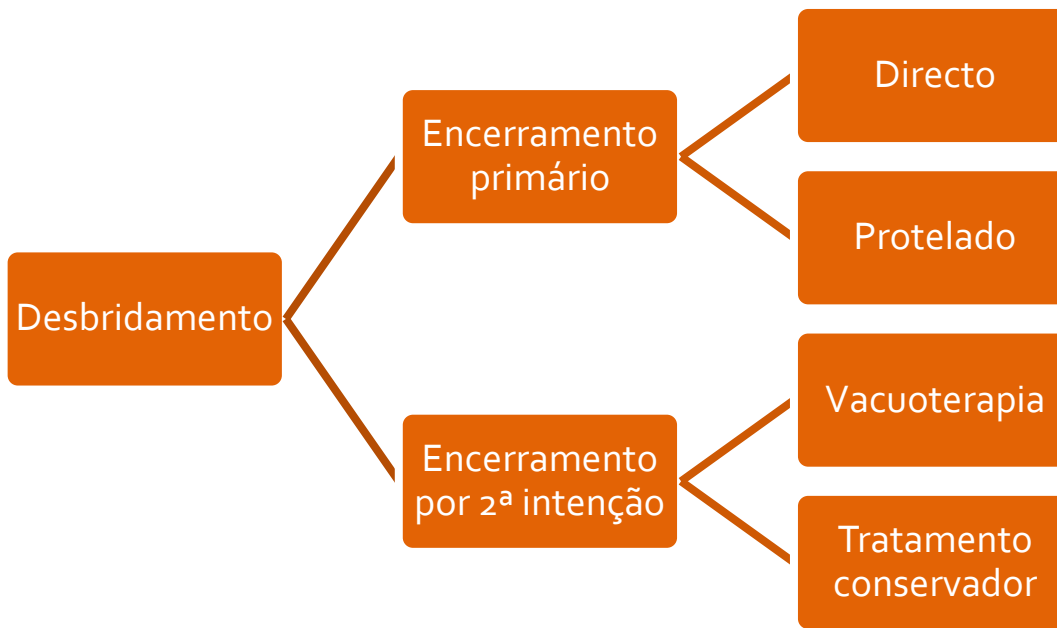 Desbridamento
Encerramento
primário
Directo
Protelado
Encerramento
por 2ª intenção
Vacuoterapia
Tratamento
conservador